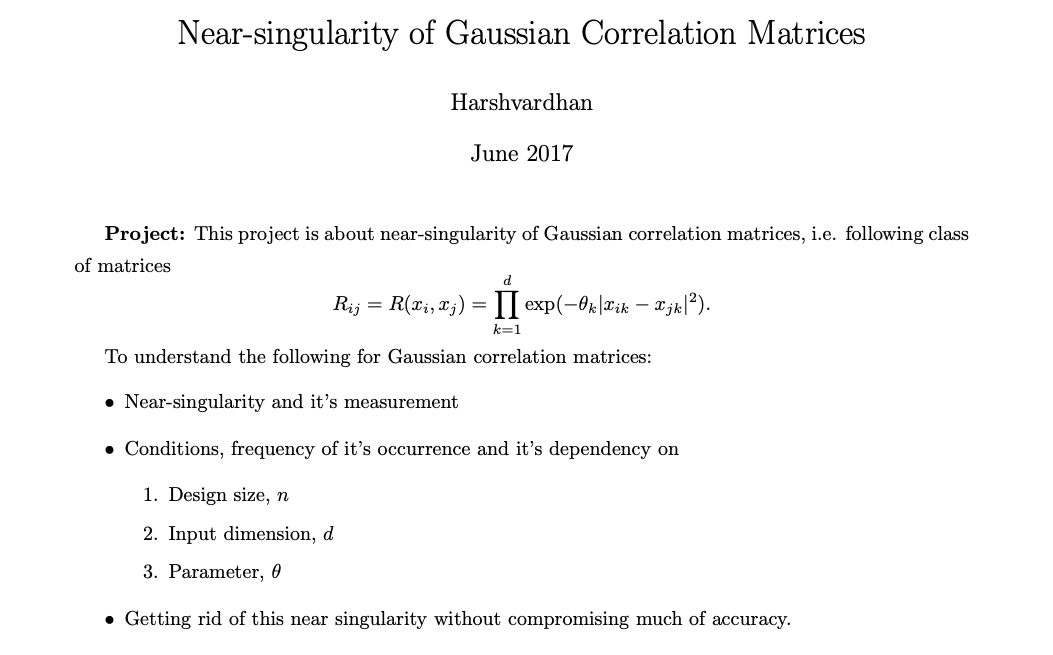 Near-singularity of Gaussian Correlation Matrices
Harshvardhan
June 2017
Project: This project is about near-singularity of Gaussian correlation matrices, i.e. following class
of matrices
R_{ij} = R(x_i, x_j) = \prod_{k=1}^{d} \exp(-\theta_k|x_{ik} - x_{jk}|^2).
To understand the following for Gaussian correlation matrices:
• Near-singularity and it's measurement
• Conditions, frequency of it's occurrence and it's dependency on
1. Design size, n
2. Input dimension, d
3. Parameter, θ
• Getting rid of this near singularity without compromising much of accuracy.